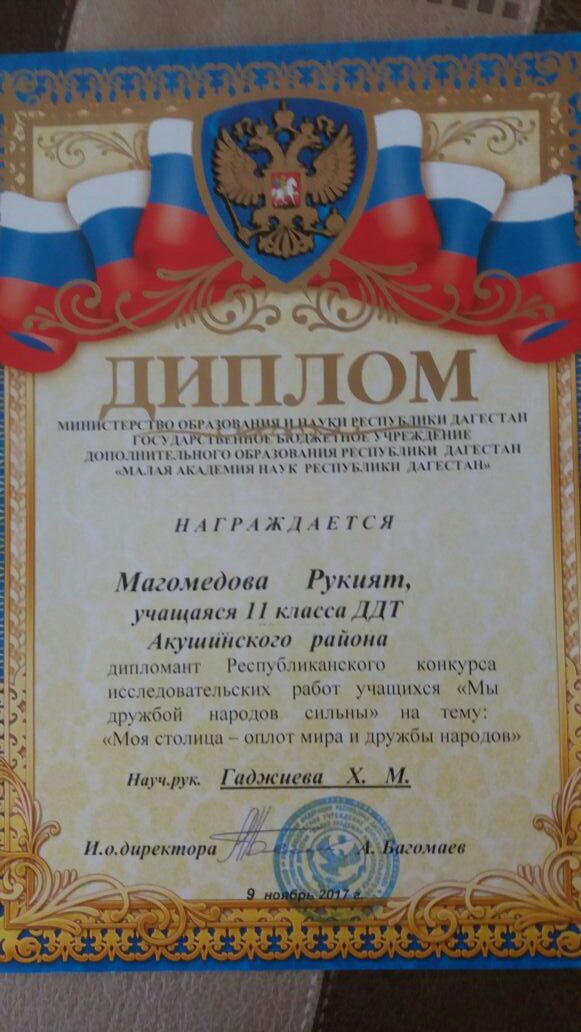 ДИПЛОМ
МИНИСТЕРСТВО ОБРАЗОВАНИЯ И НАУКИ РЕСПУБЛИКИ ДАГЕСТАН
ГОСУДАРСТВЕННОЕ БЮДЖЕТНОЕ УЧРЕЖДЕНИЕ
ДОПОЛНИТЕЛЬНОГО ОБРАЗОВАНИЯ РЕСПУБЛИКИ ДАГЕСТАН
«МАЛАЯ АКАДЕМИЯ НАУК РЕСПУБЛИКИ ДАГЕСТАН»
НАГРАЖДАЕТСЯ
Магомедова Рукият,
учащаяся 11 класса ДДТ
Акушинского района
дипломант Республиканского конкурса
исследовательских работ учащихся «Мы
дружбой народов сильны» на тему:
«Моя столица – оплот мира и дружбы народов»
Науч.рук. Гаджиева Х. М.
И.о.директора А. Багомаев
9 ноябрь 2017 г.